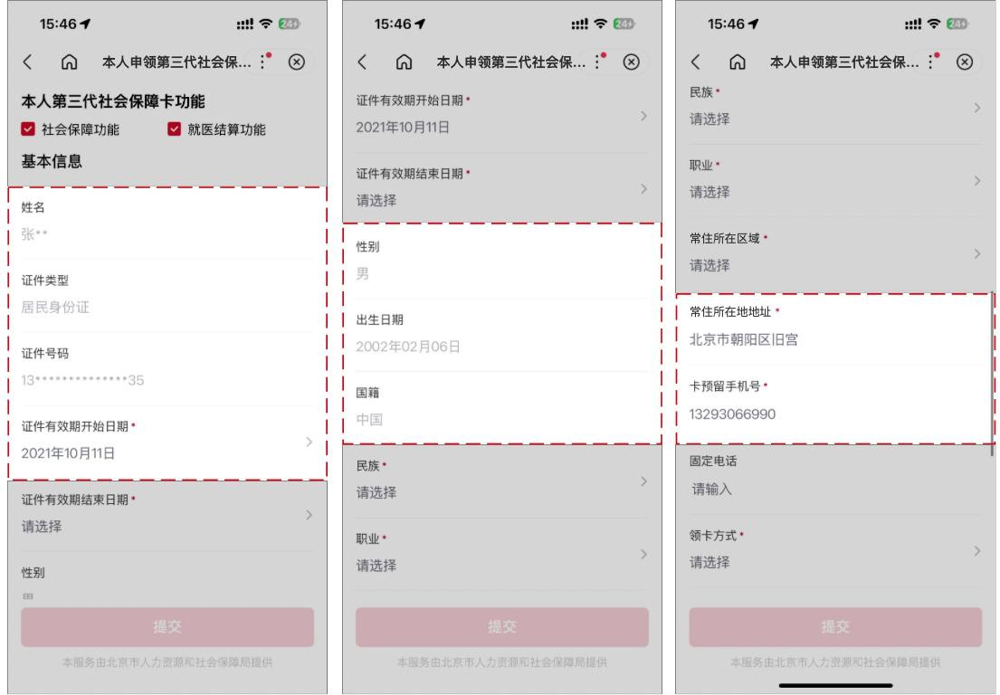 15:46
24
本人申领第三代社会保...
本人第三代社会保障卡功能
社会保障功能
就医结算功能
基本信息
姓名
张**
证件类型
居民身份证
证件号码
13**************35
证件有效期开始日期*
2021年10月11日
证件有效期结束日期*
请选择
性别
提交
本服务由北京市人力资源和社会保障局提供
15:46
24
本人申领第三代社会保...
证件有效期开始日期*
2021年10月11日
证件有效期结束日期*
请选择
性别
男
出生日期
2002年02月06日
国籍
中国
民族*
请选择
职业*
请选择
提交
本服务由北京市人力资源和社会保障局提供
15:46
24
本人申领第三代社会保...
民族*
请选择
职业*
请选择
常住所在区域*
请选择
常住所在地地址*
北京市朝阳区旧宫
卡预留手机号*
13293066990
固定电话
请输入
领卡方式*
请选择
提交
本服务由北京市人力资源和社会保障局提供